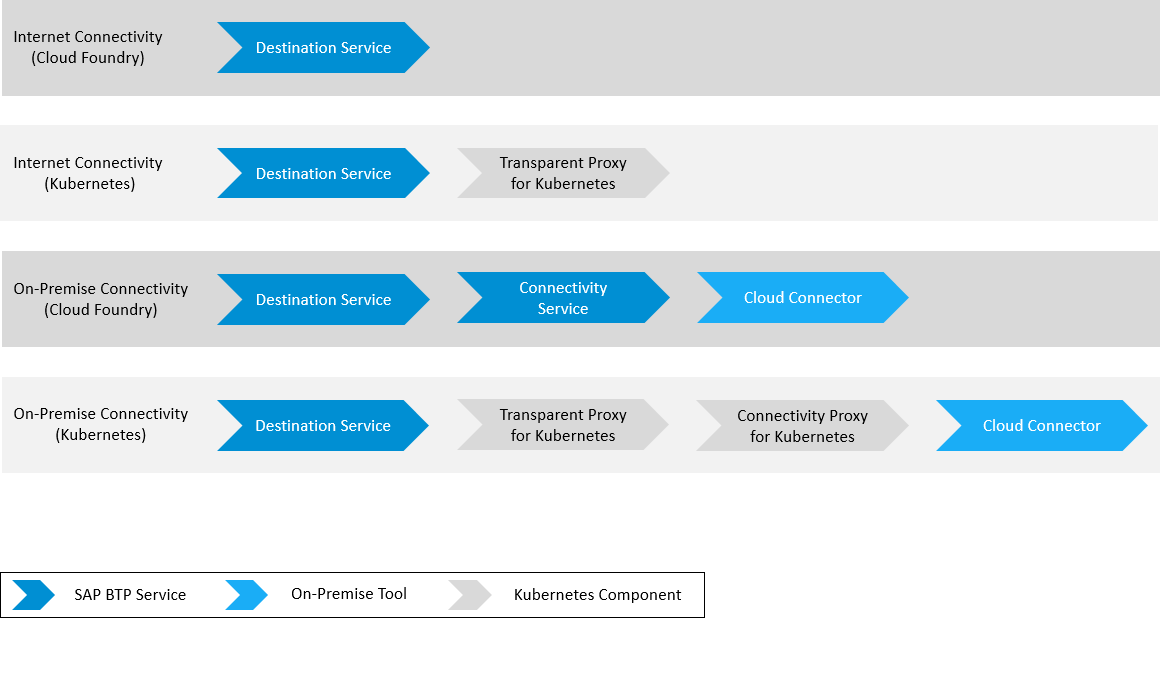 Internet Connectivity
(Cloud Foundry)
Destination Service
Internet Connectivity
(Kubernetes)
Destination Service
Transparent Proxy
for Kubernetes
On-Premise Connectivity
(Cloud Foundry)
Destination Service
Connectivity
Service
Cloud Connector
On-Premise Connectivity
(Kubernetes)
Destination Service
Transparent Proxy
for Kubernetes
Connectivity Proxy
for Kubernetes
Cloud Connector
SAP BTP Service
On-Premise Tool
Kubernetes Component